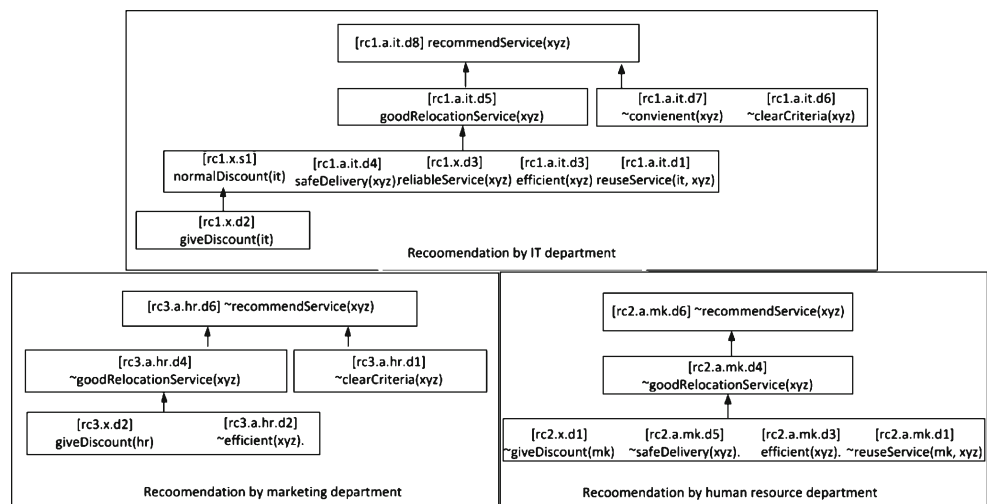 [rc1.a.it.d8] recommendService(xyz)
[rc1.a.it.d5]
goodRelocationService(xyz)
[rc1.a.it.d7] [rc1.a.it.d6]
~convienent(xyz) ~clearCriteria(xyz)
[rc1.x.s1] [rc1.a.it.d4] [rc1.x.d3] [rc1.a.it.d3] [rc1.a.it.d1]
normalDiscount(it) safeDelivery(xyz) reliableService(xyz) efficient(xyz) reuseService(it, xyz)
[rc1.x.d2]
giveDiscount(it)
Recoomendation by IT department
[rc3.a.hr.d6] ~recommendService(xyz)
[rc3.a.hr.d4]
~goodRelocationService(xyz)
[rc3.a.hr.d1]
~clearCriteria(xyz)
[rc3.x.d2] [rc3.a.hr.d2]
giveDiscount(hr) ~efficient(xyz).
Recoomendation by marketing department
[rc2.a.mk.d6] ~recommendService(xyz)
[rc2.a.mk.d4]
~goodRelocationService(xyz)
[rc2.x.d1] [rc2.a.mk.d5] [rc2.a.mk.d3] [rc2.a.mk.d1]
~giveDiscount(mk) ~safeDelivery(xyz). efficient(xyz). ~reuseService(mk, xyz)
Recoomendation by human resource department